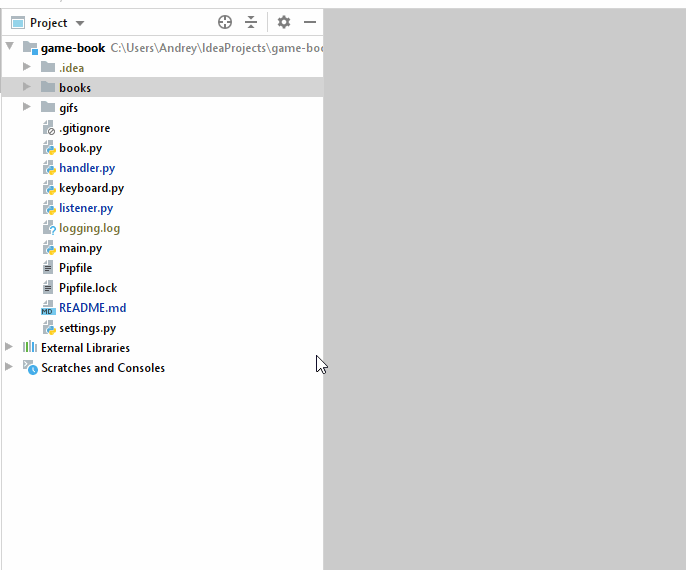 Project
game-book C:\Users\Andrey\IdeaProjects\game-boo
.idea
books
gifs
.gitignore
book.py
handler.py
keyboard.py
listener.py
logging.log
main.py
Pipfile
Pipfile.lock
MD README.md
settings.py
External Libraries
Scratches and Consoles